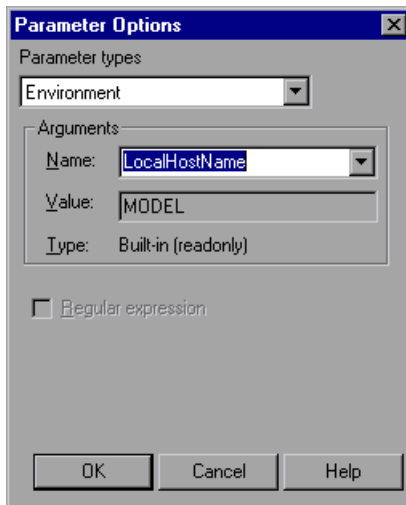 Parameter Options
Parameter types
Environment
Arguments
Name: LocalHostName
Value: MODEL
Type: Built-in (readonly)
Regular expression
OK Cancel Help